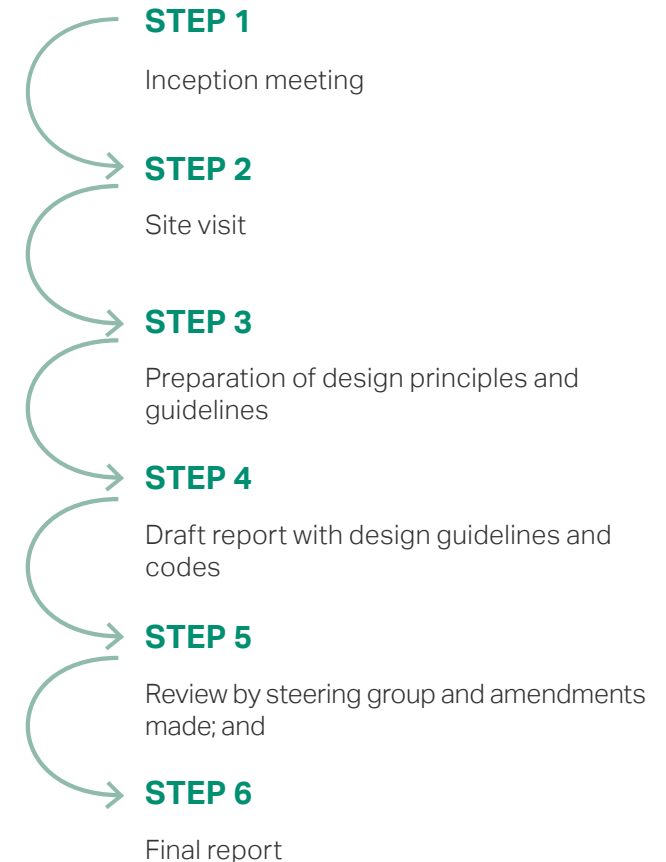 STEP 1
Inception meeting
STEP 2
Site visit
STEP 3
Preparation of design principles and
guidelines
STEP 4
Draft report with design guidelines and
codes
STEP 5
Review by steering group and amendments
made; and
STEP 6
Final report